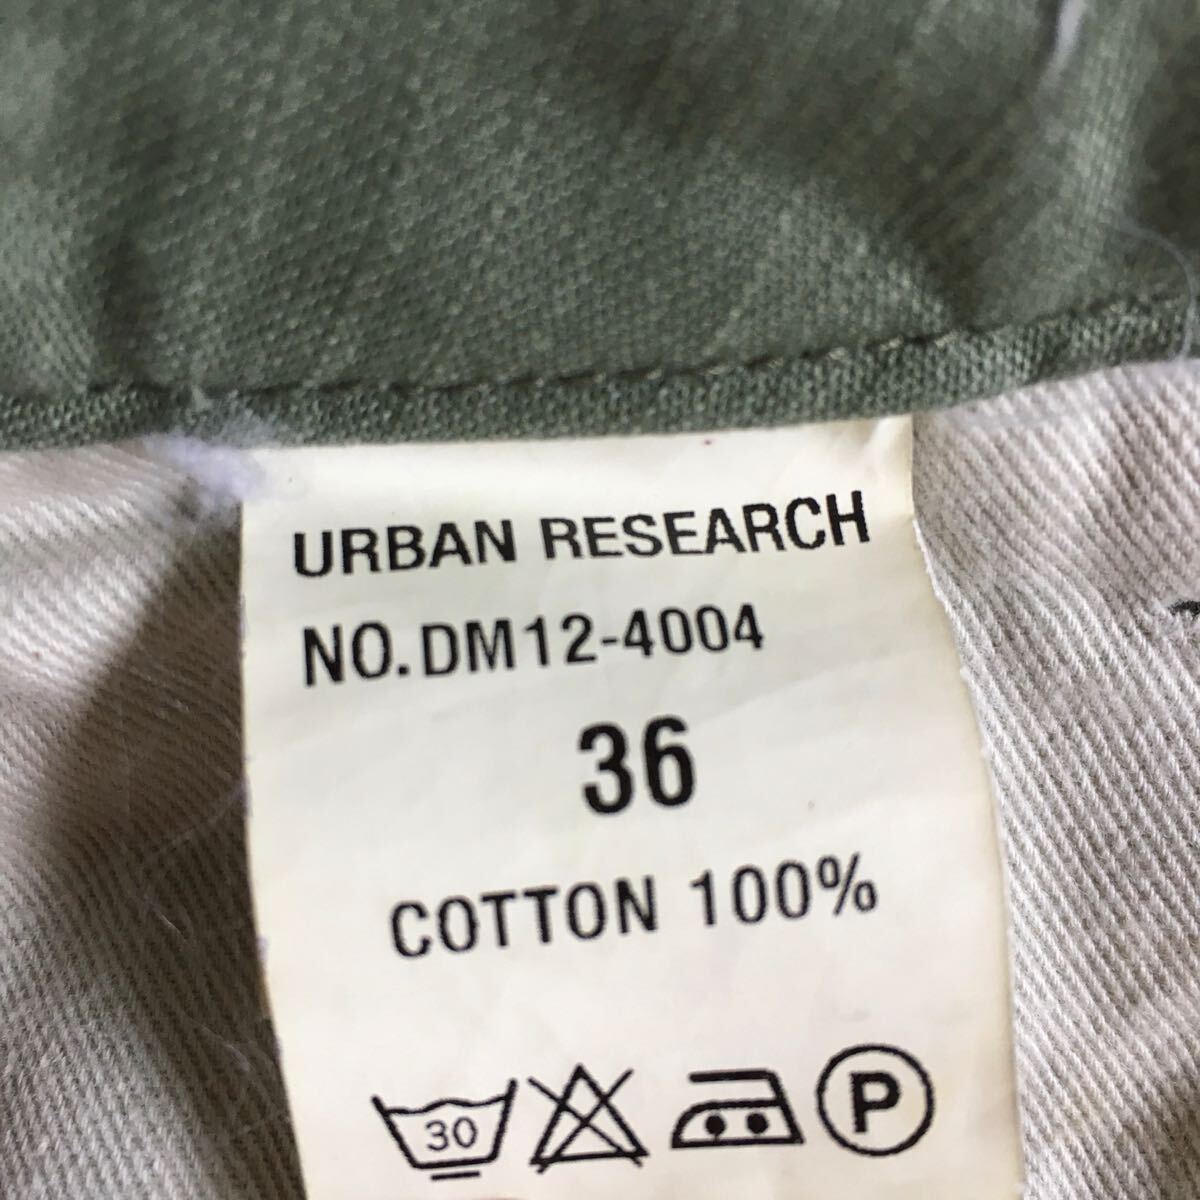 URBAN RESEARCH
NO.DM12-4004
36
COTTON 100%
30
P